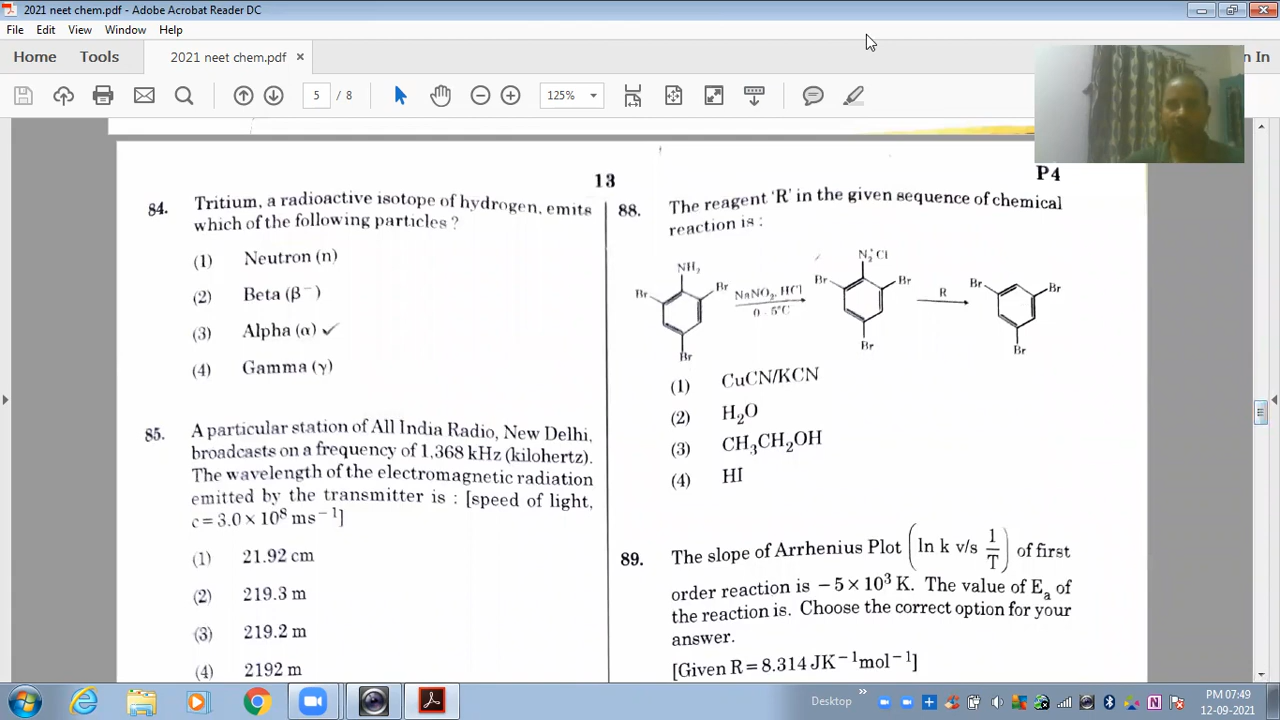 2021 neet chem.pdf - Adobe Acrobat Reader DC
File Edit View Window Help
Home Tools 2021 neet chem.pdf × n In
5 / 8 125%
13
P4
84. Tritium, a radioactive isotope of hydrogen, emits
which of the following particles ?
(1) Neutron (n)
(2) Beta (β⁻)
(3) Alpha (α) ✓
(4) Gamma (γ)
85. A particular station of All India Radio, New Delhi,
broadcasts on a frequency of 1,368 kHz (kilohertz).
The wavelength of the electromagnetic radiation
emitted by the transmitter is : [speed of light,
c = 3.0 × 10⁸ ms⁻¹]
(1) 21.92 cm
(2) 219.3 m
(3) 219.2 m
(4) 2192 m
88. The reagent 'R' in the given sequence of chemical
reaction is :
NH₂ Br Br Br
NaNO₂, HCl
0 - 5°C
N₂⁺Cl Br Br Br
R
Br Br Br
(1) CuCN/KCN
(2) H₂O
(3) CH₃CH₂OH
(4) HI
89. The slope of Arrhenius Plot (ln k v/s 1/T) of first
order reaction is − 5 × 10³ K. The value of Eₐ of
the reaction is. Choose the correct option for your
answer.
[Given R = 8.314 JK⁻¹mol⁻¹]
Desktop »
PM 07:49
12-09-2021